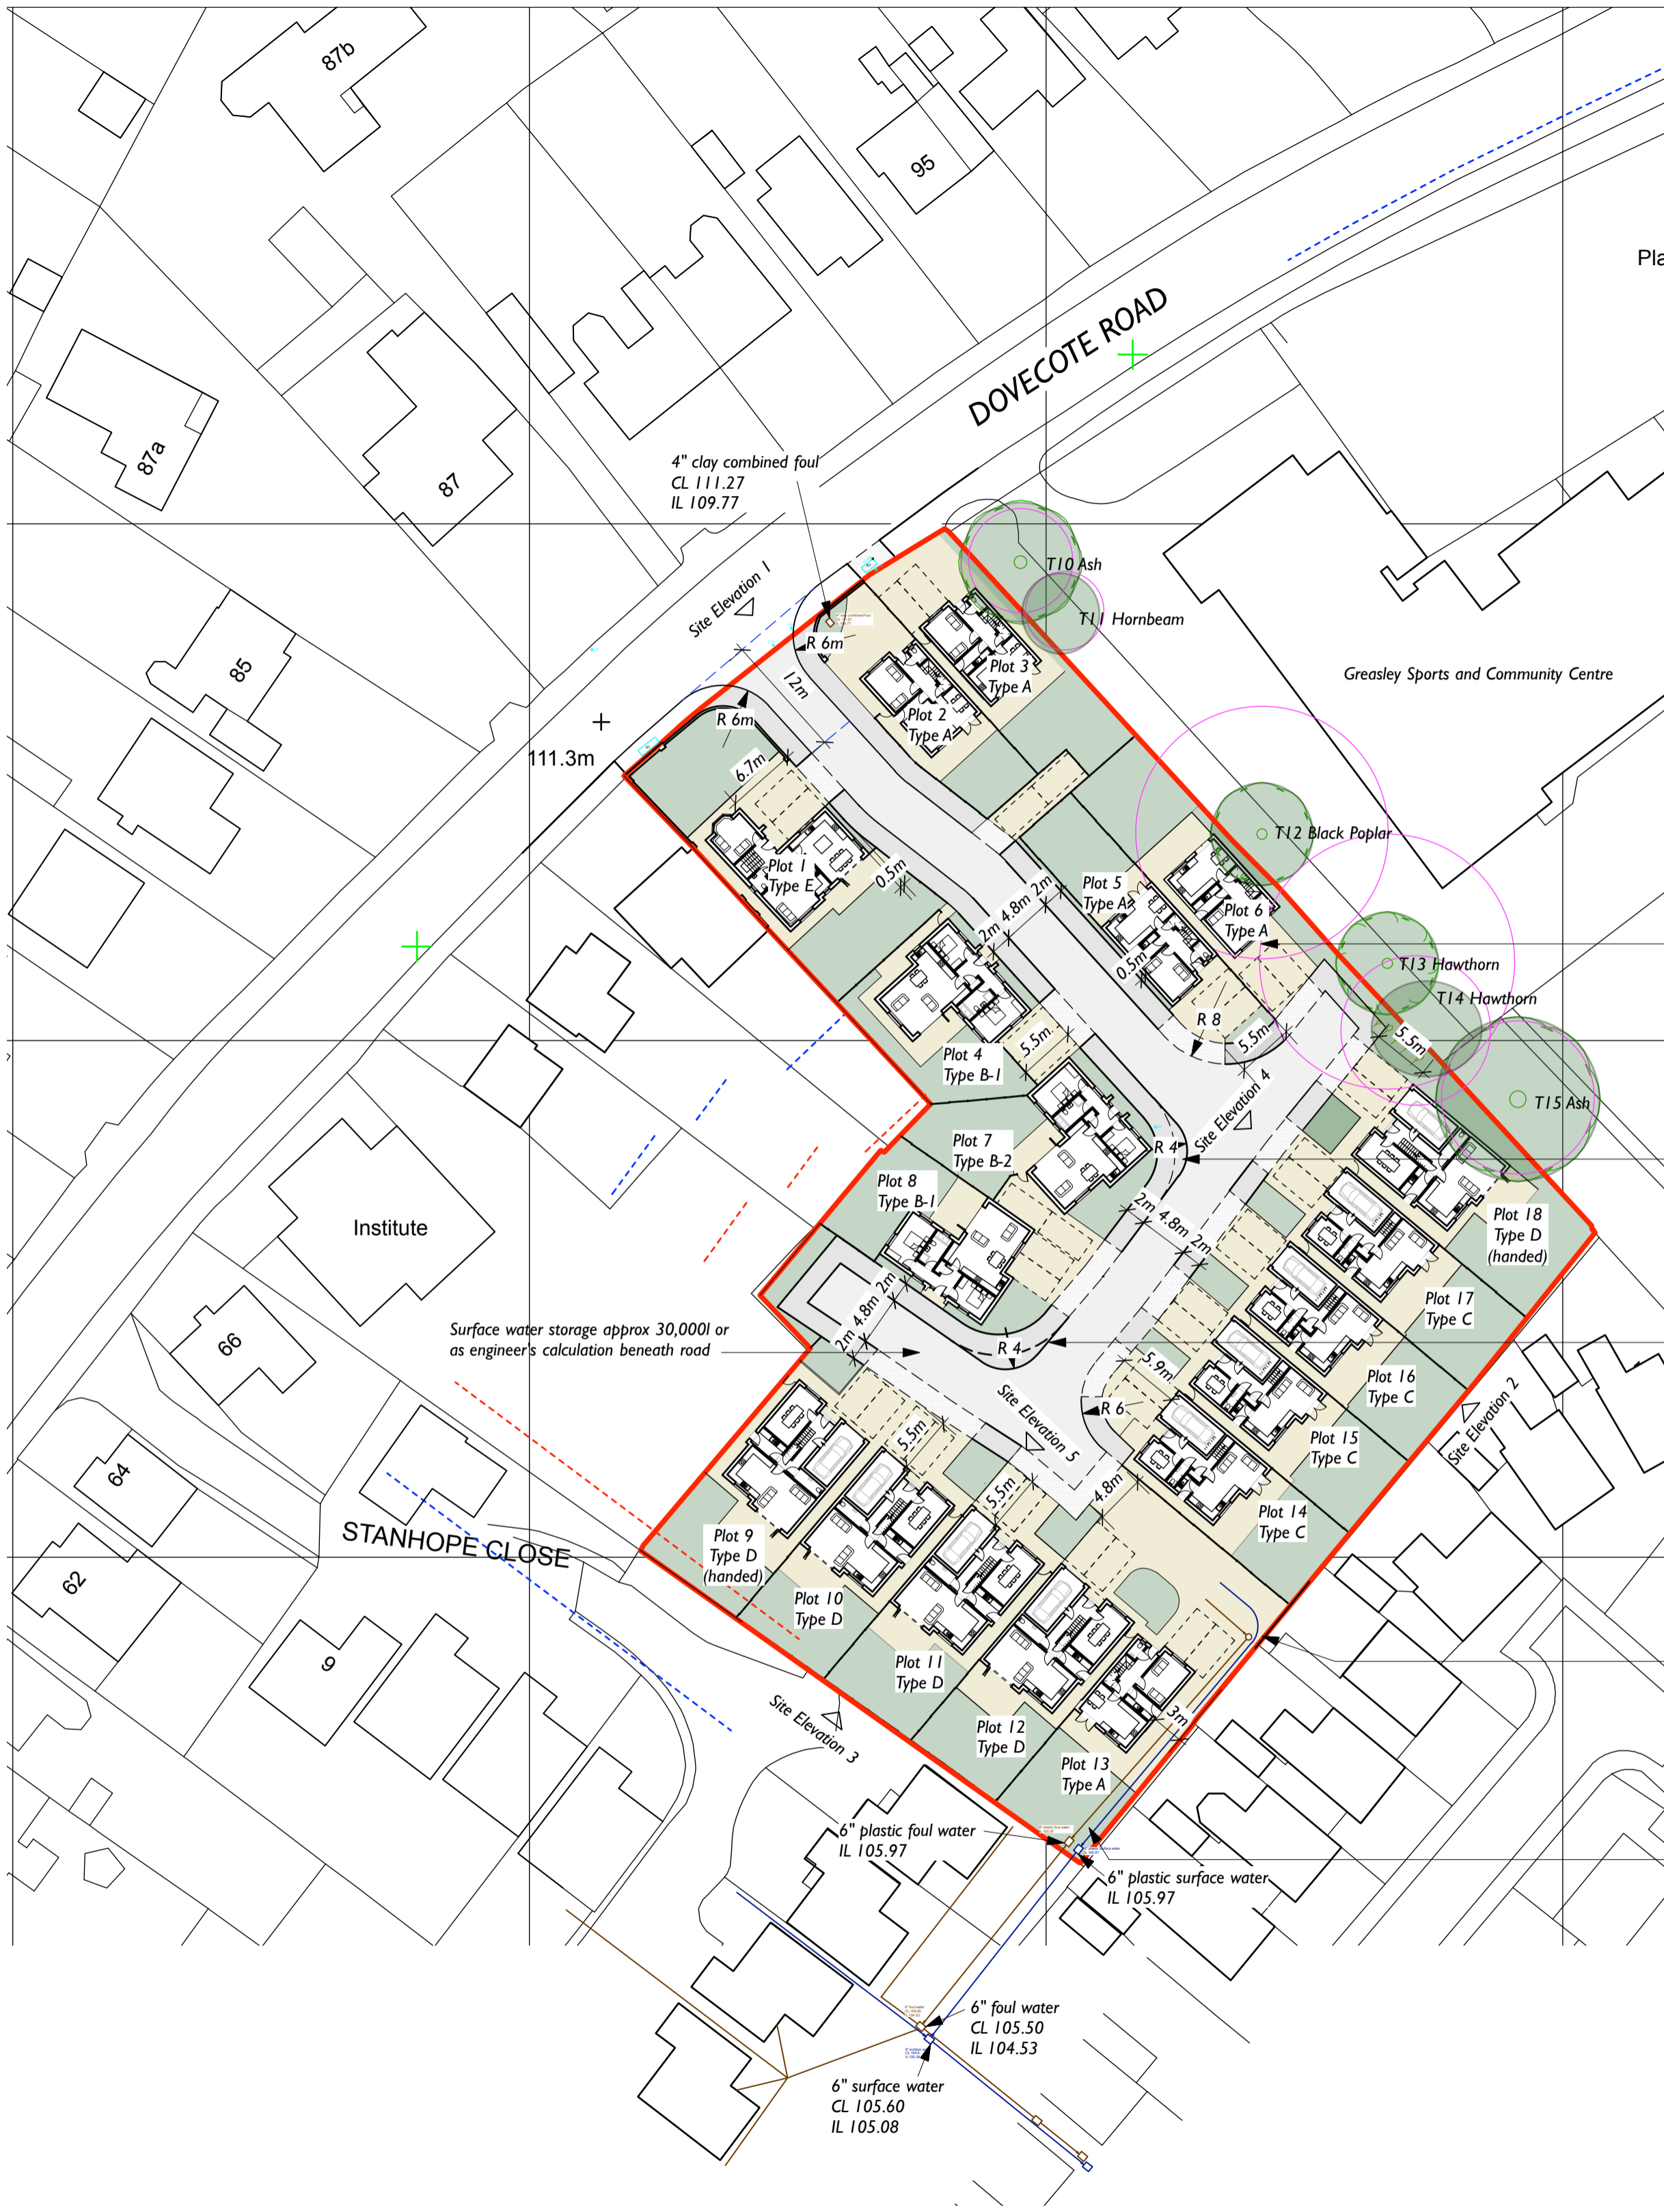 87b
95
Pla
DOVECOTE ROAD
87a
87
4" clay combined foul
CL 111.27
IL 109.77
Site Elevation 1
T10 Ash
T11 Hornbeam
Greasley Sports and Community Centre
85
R 6m
12m
Plot 3
Type A
Plot 2
Type A
R 6m
111.3m
6.7m
Plot 1
Type E
0.5m
T12 Black Poplar
Plot 5
Type A
2m 4.8m 2m
Plot 6
Type A
0.5m
T13 Hawthorn
T14 Hawthorn
R 8
5.5m
5.5m
5.5m
Plot 4
Type B-1
T15 Ash
Site Elevation 4
R 4
Plot 7
Type B-2
Plot 8
Type B-1
2m 4.8m 2m
Institute
Plot 18
Type D
(handed)
Plot 17
Type C
66
Surface water storage approx 30,000l or
as engineer's calculation beneath road
2m 4.8m 2m
R 4
5.9m
Plot 16
Type C
R 6
Site Elevation 5
Site Elevation 2
5.5m
Plot 15
Type C
64
5.5m
4.8m
Plot 14
Type C
STANHOPE CLOSE
Plot 9
Type D
(handed)
62
Plot 10
Type D
9
Plot 11
Type D
Site Elevation 3
3m
Plot 12
Type D
Plot 13
Type A
6" plastic foul water
IL 105.97
6" plastic surface water
IL 105.97
6" foul water
CL 105.50
IL 104.53
6" surface water
CL 105.60
IL 105.08